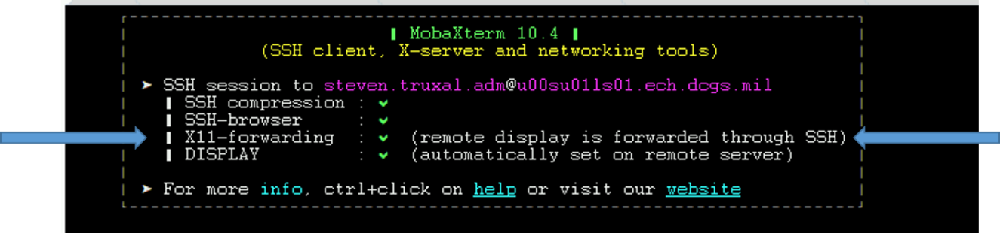 MobaXterm 10.4
(SSH client, X-server and networking tools)
➤ SSH session to steven.truxal.adm@u00su01ls01.ech.dcgs.mil
SSH compression : ✔
SSH-browser : ✔
X11-forwarding : ✔ (remote display is forwarded through SSH)
DISPLAY : ✔ (automatically set on remote server)
➤ For more info, ctrl+click on help or visit our website